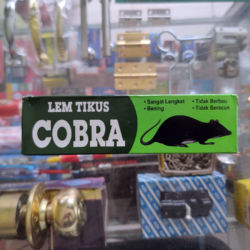 LEM TIKUS
COBRA
• Sangat Lengket
• Bening
• Tidak Berbau
• Tidak Beracun